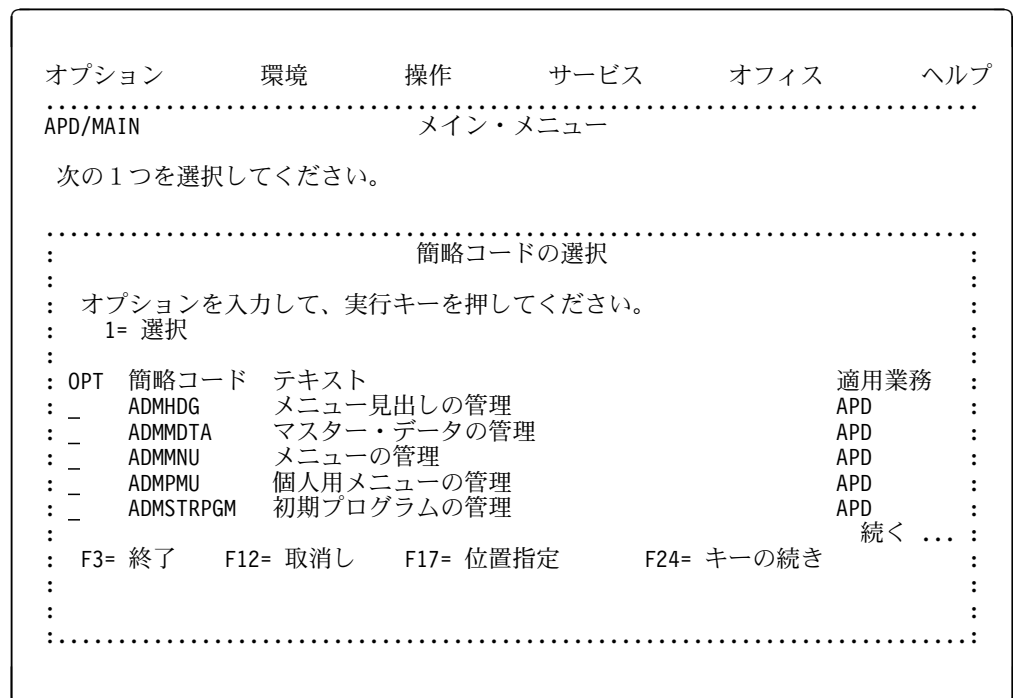 オプション 環境 操作 サービス オフィス ヘルプ
................................................................................
APD/MAIN メイン・メニュー
次の１つを選択してください。
................................................................................
: 簡略コードの選択 :
: :
: オプションを入力して、実行キーを押してください。 :
: 1= 選択 :
: :
: OPT 簡略コード テキスト 適用業務 :
: _ ADMHDG メニュー見出しの管理 APD :
: _ ADMMDTA マスター・データの管理 APD :
: _ ADMMNU メニューの管理 APD :
: _ ADMPMU 個人用メニューの管理 APD :
: _ ADMSTRPGM 初期プログラムの管理 APD :
: 続く ... :
: F3= 終了 F12= 取消し F17= 位置指定 F24= キーの続き :
: :
: :
:..............................................................................: